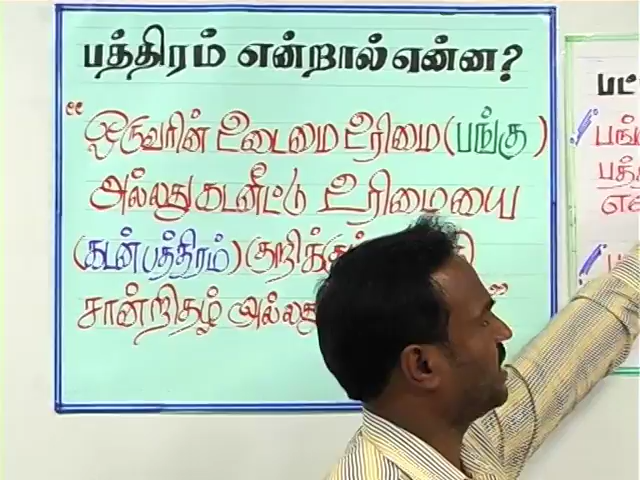 பத்திரம் என்றால் என்ன?
“ ஒருவரின் உடைமை உரிமை (பங்கு)
அல்லது கடனீட்டு உரிமையை
(கடன் பத்திரம்) குறிக்கும்
சான்றிதழ் அல்லது ”
பட்
“ பங்
பத்
என
“